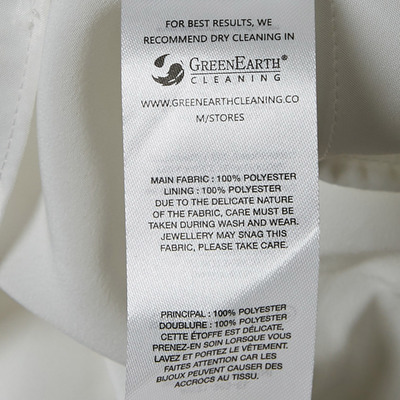 FOR BEST RESULTS, WE
RECOMMEND DRY CLEANING IN
GREENEARTH®
CLEANING
WWW.GREENEARTHCLEANING.CO
M/STORES
MAIN FABRIC : 100% POLYESTER
LINING : 100% POLYESTER
DUE TO THE DELICATE NATURE
OF THE FABRIC, CARE MUST BE
TAKEN DURING WASH AND WEAR.
JEWELLERY MAY SNAG THIS
FABRIC, PLEASE TAKE CARE.
PRINCIPAL : 100% POLYESTER
DOUBLURE : 100% POLYESTER
CETTE ÉTOFFE EST DÉLICATE,
PRENEZ-EN SOIN LORSQUE VOUS
LAVEZ ET PORTEZ LE VÊTEMENT.
FAITES ATTENTION CAR LES
BIJOUX PEUVENT CAUSER DES
ACCROCS AU TISSU.